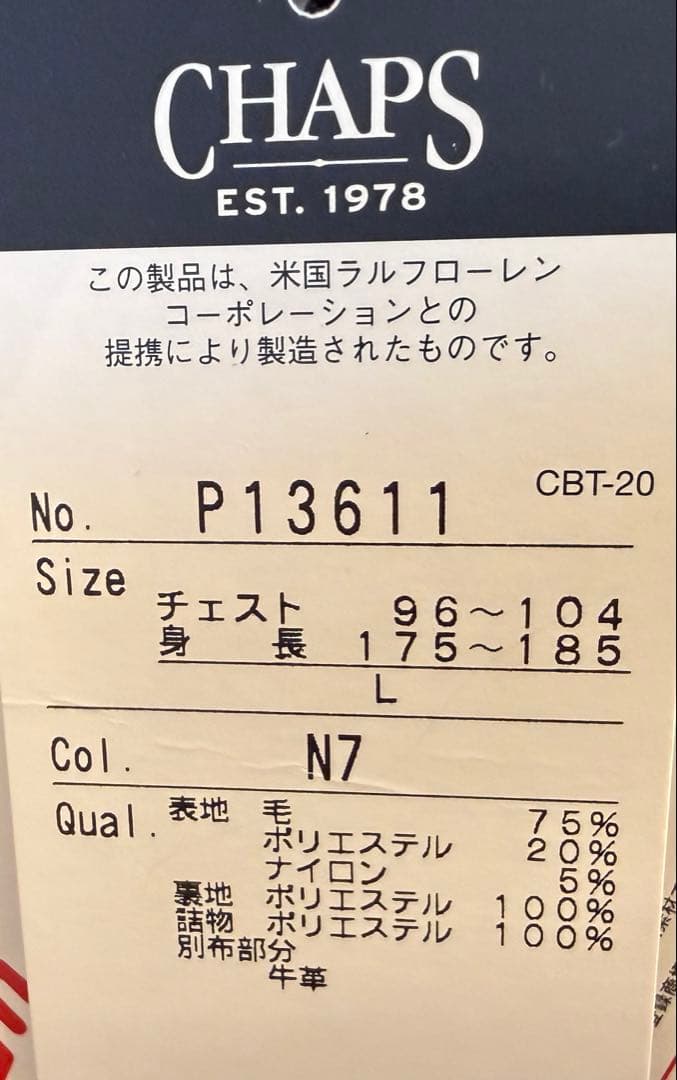 CHAPS
EST. 1978
この製品は、米国ラルフローレン
コーポレーションとの
提携により製造されたものです。
CBT-20
No. P13611
Size
チェスト 96～104
身長 175～185
L
Col. N7
Qual. 表地 毛 75%
ポリエステル 20%
ナイロン 5%
裏地 ポリエステル 100%
詰物 ポリエステル 100%
別布部分
牛革